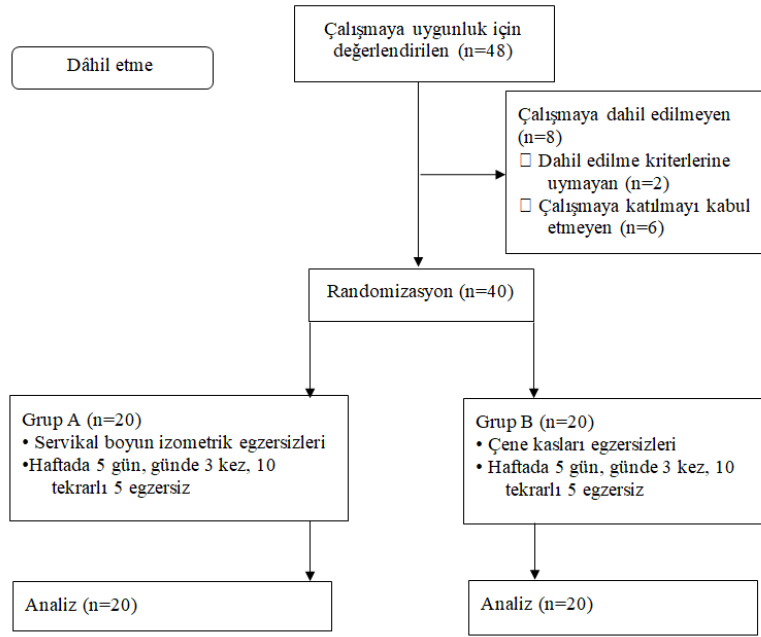 Çalışmaya uygunluk için
değerlendirilen (n=48)
Dâhil etme
Çalışmaya dahil edilmeyen
(n=8)
□ Dahil edilme kriterlerine
uymayan (n=2)
□ Çalışmaya katılmayı kabul
etmeyen (n=6)
Randomizasyon (n=40)
Grup A (n=20)
• Servikal boyun izometrik egzersizleri
•Haftada 5 gün, günde 3 kez, 10
tekrarlı 5 egzersiz
Grup B (n=20)
• Çene kasları egzersizleri
• Haftada 5 gün, günde 3 kez, 10
tekrarlı 5 egzersiz
Analiz (n=20)
Analiz (n=20)